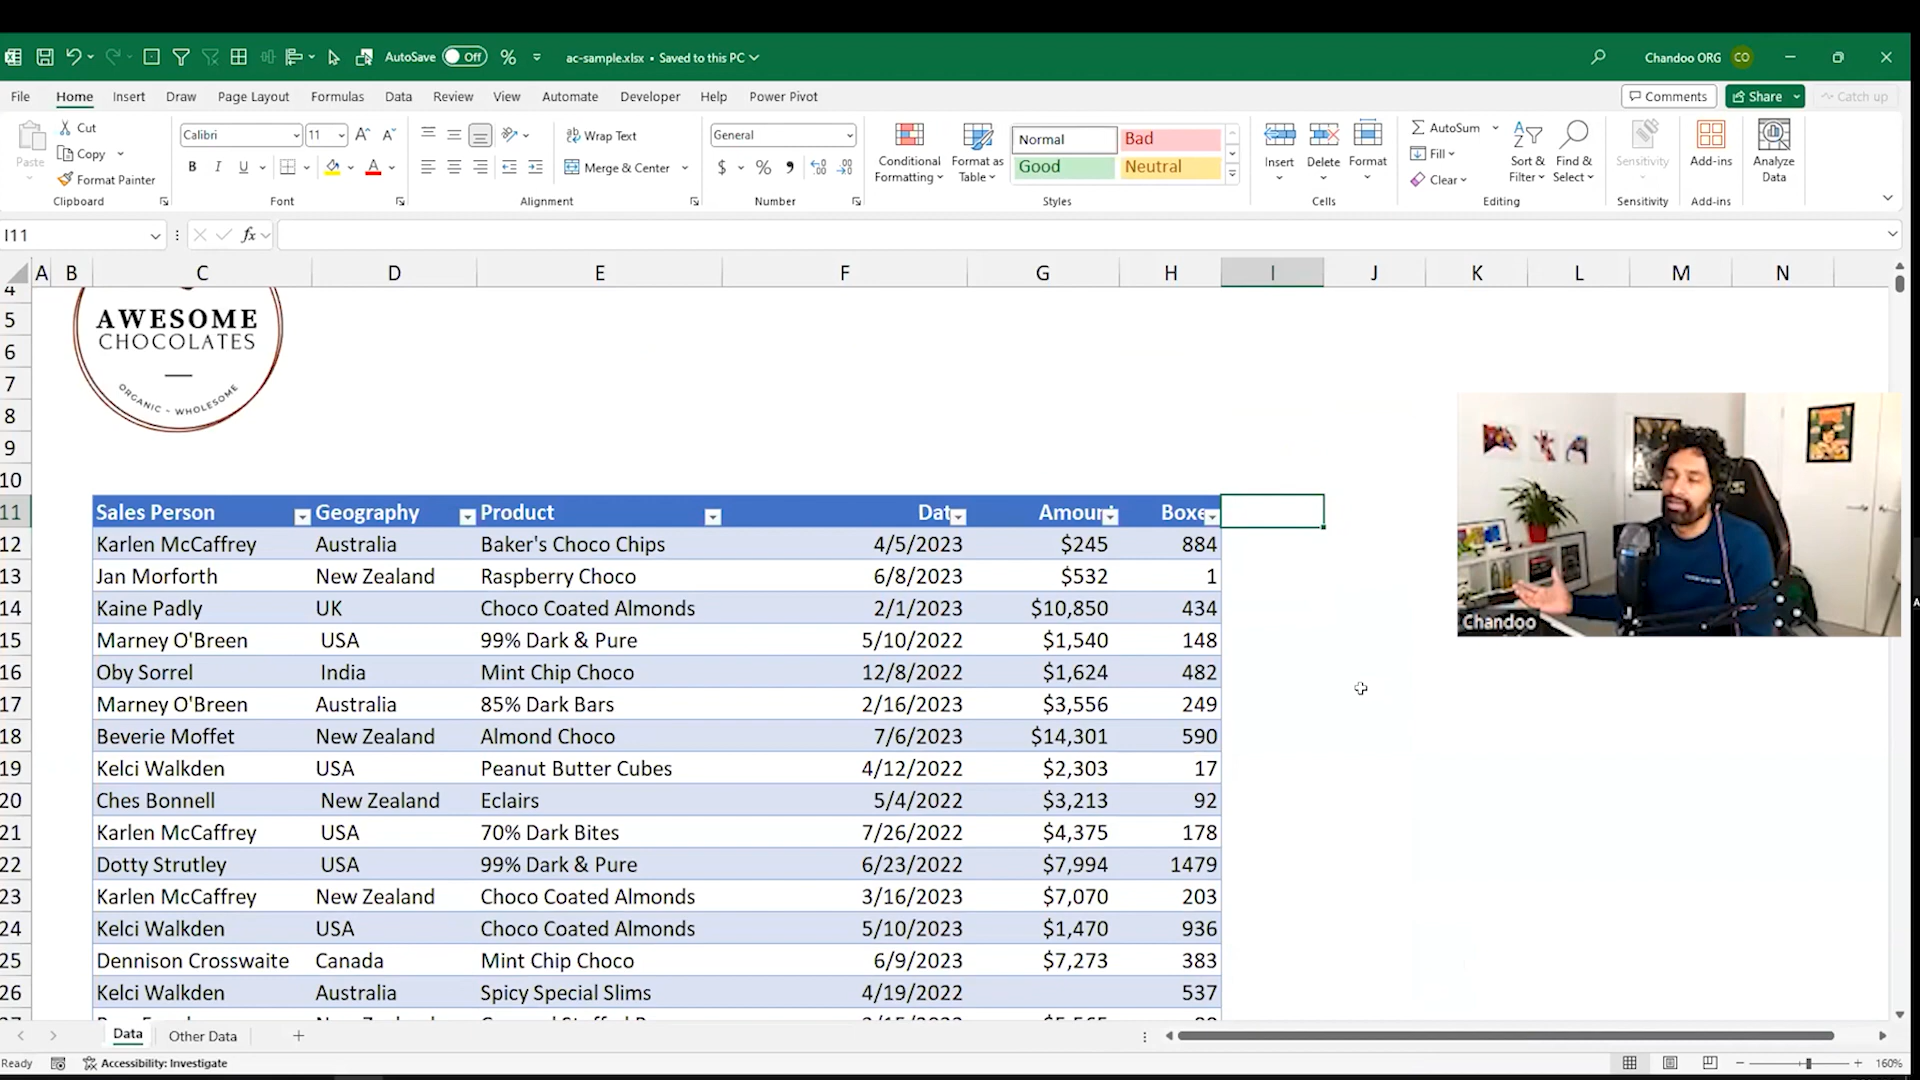 AutoSave Off % ac-sample.xlsx • Saved to this PC Chandoo ORG CO
File Home Insert Draw Page Layout Formulas Data Review View Automate Developer Help Power Pivot Comments Share Catch up
Paste Cut Copy Format Painter
Clipboard
Calibri 11 A A
B I U A
Font
Wrap Text
Merge & Center
Alignment
General
$ % 9
Number
Conditional Formatting
Format as Table
Normal Bad
Good Neutral
Styles
Insert Delete Format
Cells
AutoSum
Fill
Clear
Sort & Filter
Find & Select
Editing
Sensitivity
Sensitivity
Add-ins
Add-ins
Analyze Data
I11 fx
A B C D E F G H I J K L M N
4
5 AWESOME
CHOCOLATES
6
7 ORGANIC - WHOLESOME
8
9
10
11 Sales Person Geography Product Dat Amoun Boxe
12 Karlen McCaffrey Australia Baker's Choco Chips 4/5/2023 $245 884
13 Jan Morforth New Zealand Raspberry Choco 6/8/2023 $532 1
14 Kaine Padly UK Choco Coated Almonds 2/1/2023 $10,850 434
15 Marney O'Breen USA 99% Dark & Pure 5/10/2022 $1,540 148
16 Oby Sorrel India Mint Chip Choco 12/8/2022 $1,624 482
17 Marney O'Breen Australia 85% Dark Bars 2/16/2023 $3,556 249
18 Beverie Moffet New Zealand Almond Choco 7/6/2023 $14,301 590
19 Kelci Walkden USA Peanut Butter Cubes 4/12/2022 $2,303 17
20 Ches Bonnell New Zealand Eclairs 5/4/2022 $3,213 92
21 Karlen McCaffrey USA 70% Dark Bites 7/26/2022 $4,375 178
22 Dotty Strutley USA 99% Dark & Pure 6/23/2022 $7,994 1479
23 Karlen McCaffrey New Zealand Choco Coated Almonds 3/16/2023 $7,070 203
24 Kelci Walkden USA Choco Coated Almonds 5/10/2023 $1,470 936
25 Dennison Crosswaite Canada Mint Chip Choco 6/9/2023 $7,273 383
26 Kelci Walkden Australia Spicy Special Slims 4/19/2022 537
Chandoo
Data Other Data
Ready Accessibility: Investigate 160%